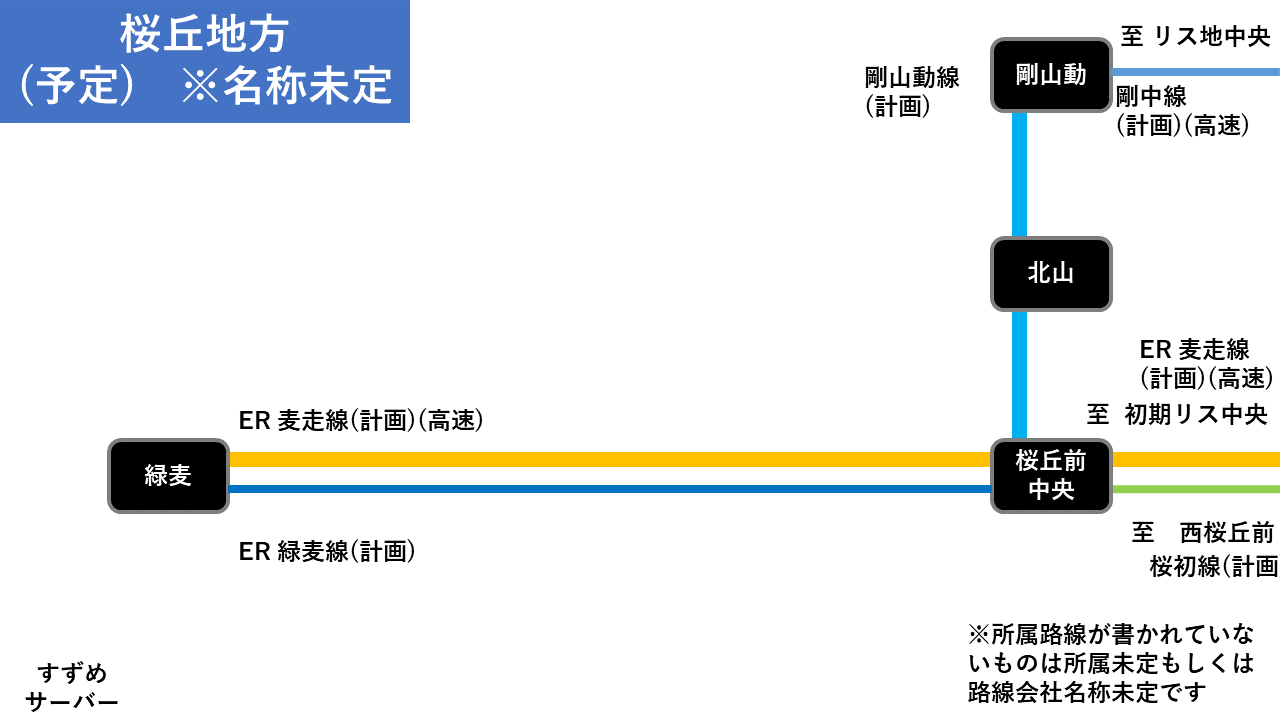 桜丘地方
(予定)　※名称未定
至 リス地中央
剛山動線
(計画)
剛山動
剛中線
(計画)(高速)
北山
ER 麦走線
(計画)(高速)
至 初期リス中央
ER 麦走線(計画)(高速)
緑麦
桜丘前
中央
ER 緑麦線(計画)
至　西桜丘前
桜初線(計画
※所属路線が書かれていな
いものは所属未定もしくは
路線会社名称未定です
すずめ
サーバー